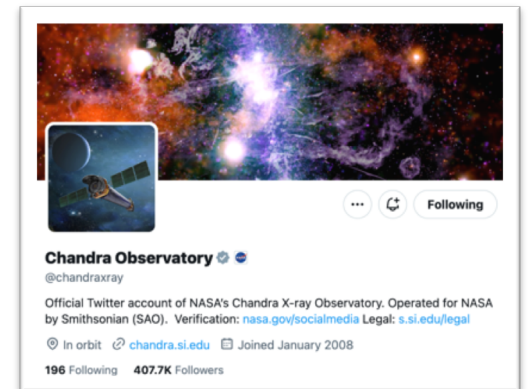 Following
Chandra Observatory
@chandraxray
Official Twitter account of NASA's Chandra X-ray Observatory. Operated for NASA
by Smithsonian (SAO). Verification: nasa.gov/socialmedia Legal: s.si.edu/legal
In orbit chandra.si.edu Joined January 2008
196 Following 407.7K Followers